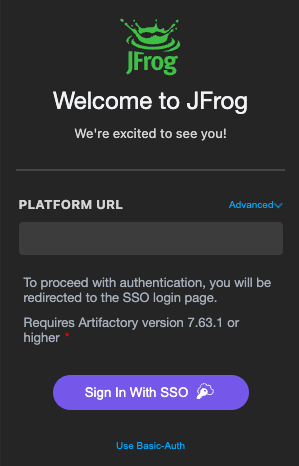 JFrog
Welcome to JFrog
We're excited to see you!
PLATFORM URL
Advanced
To proceed with authentication, you will be
redirected to the SSO login page.
Requires Artifactory version 7.63.1 or
higher *
Sign In With SSO
Use Basic-Auth